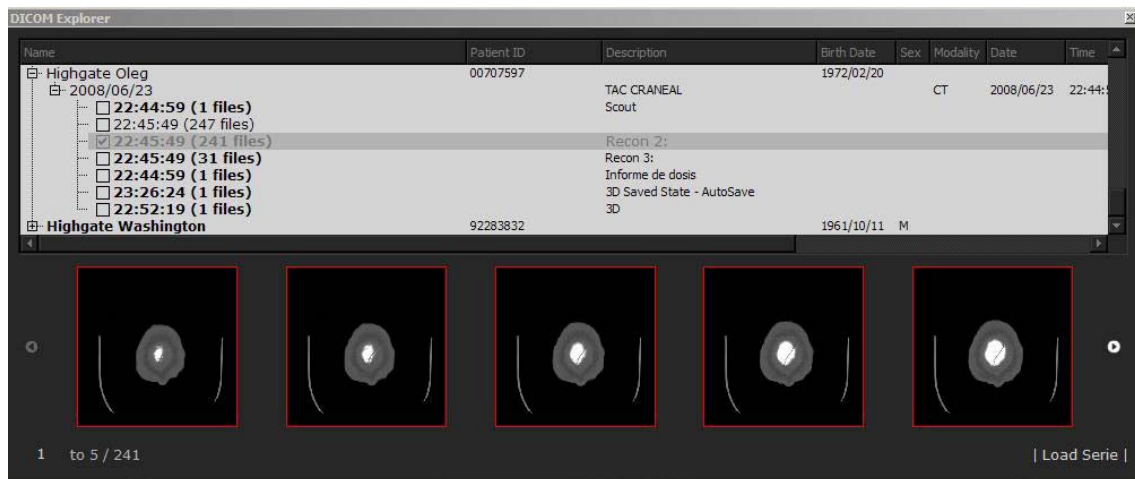 DICOM Explorer
Name Patient ID Description Birth Date Sex Modality Date Time
Highgate Oleg 00707597 1972/02/20
2008/06/23 TAC CRANEAL CT 2008/06/23 22:44:
22:44:59 (1 files) Scout
22:45:49 (247 files)
22:45:49 (241 files) Recon 2:
22:45:49 (31 files) Recon 3:
22:44:59 (1 files) Informe de dosis
23:26:24 (1 files) 3D Saved State - AutoSave
22:52:19 (1 files) 3D
Highgate Washington 92283832 1961/10/11 M
1 to 5 / 241
| Load Serie |